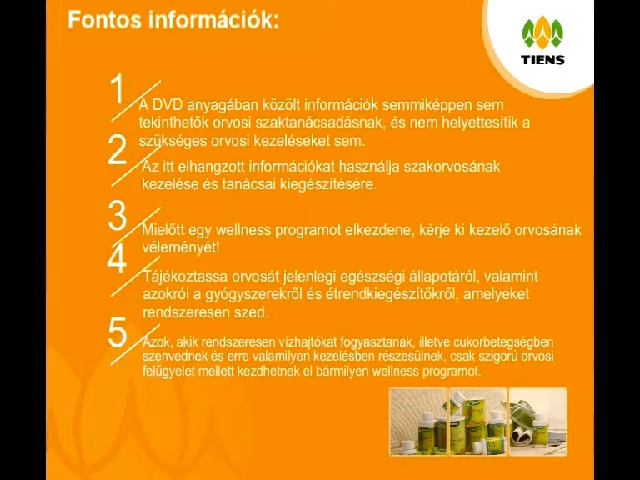 Fontos információk:
TIENS
1
A DVD anyagában közölt információk semmiképpen sem
tekinthetők orvosi szaktanácsadásnak, és nem helyettesítik a
szükséges orvosi kezeléseket sem.
2
Az itt elhangzott információkat használja szakorvosának
kezelése és tanácsai kiegészítésére.
3
Mielőtt egy wellness programot elkezdene, kérje ki kezelő orvosának
véleményét!
4
Tájékoztassa orvosát jelenlegi egészségi állapotáról, valamint
azokról a gyógyszerekről és étrendkiegészítőkről, amelyeket
rendszeresen szed.
5
Azok, akik rendszeresen vízhajtókat fogyasztanak, illetve cukorbetegségben
szenvednek és erre valamilyen kezelésben részesülnek, csak szigorú orvosi
felügyelet mellett kezdhetnek el bármilyen wellness programot.